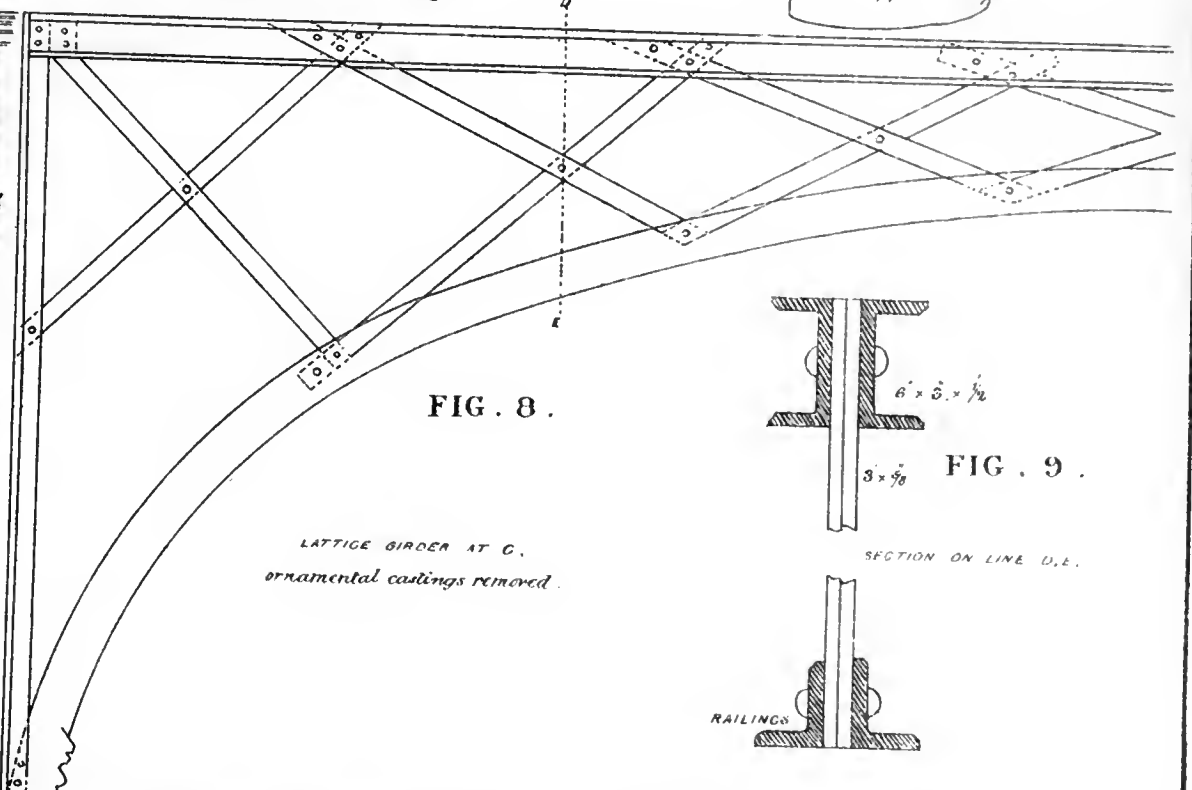 E
FIG. 8.
6" × 3" × 1/2"
3" × 5/8"
FIG. 9.
LATTICE GIRDER AT C.
ornamental castings removed.
SECTION ON LINE D,E.
RAILINGS